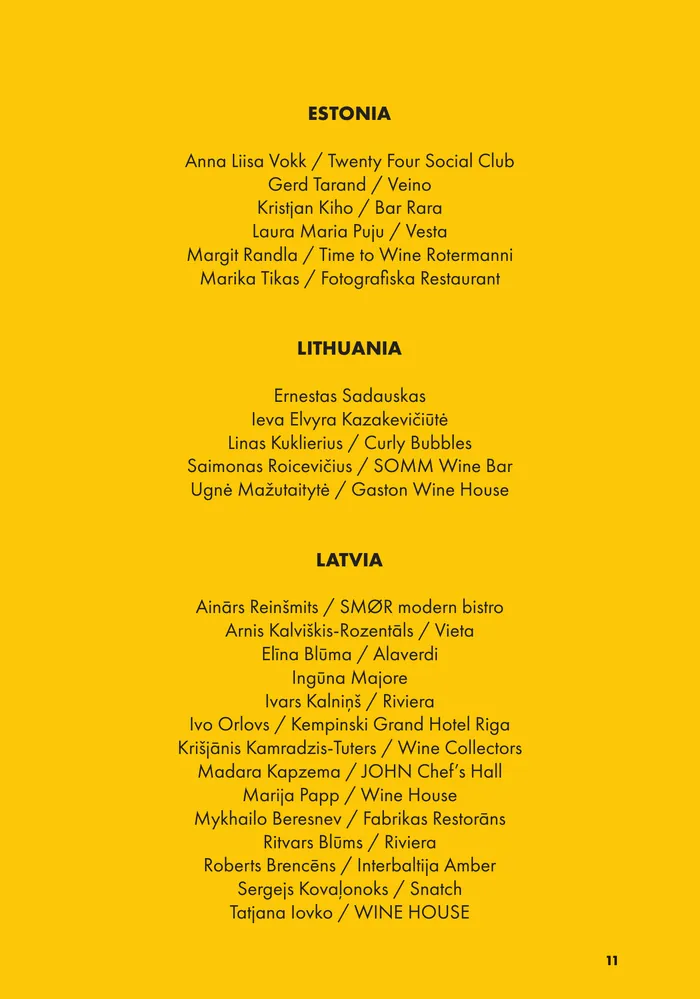 ESTONIA
Anna Liisa Vokk / Twenty Four Social Club
Gerd Tarand / Veino
Kristjan Kiho / Bar Rara
Laura Maria Puju / Vesta
Margit Randla / Time to Wine Rotermanni
Marika Tikas / Fotografiska Restaurant
LITHUANIA
Ernestas Sadauskas
Ieva Elvyra Kazakevičiūtė
Linas Kuklierius / Curly Bubbles
Saimonas Roicevičius / SOMM Wine Bar
Ugnė Mažutaitytė / Gaston Wine House
LATVIA
Ainārs Reinšmits / SMØR modern bistro
Arnis Kalviškis-Rozentāls / Vieta
Elīna Blūma / Alaverdi
Ingūna Majore
Ivars Kalniņš / Riviera
Ivo Orlovs / Kempinski Grand Hotel Riga
Krišjānis Kamradzis-Tuters / Wine Collectors
Madara Kapzema / JOHN Chef’s Hall
Marija Papp / Wine House
Mykhailo Beresnev / Fabrikas Restorāns
Ritvars Blūms / Riviera
Roberts Brencēns / Interbaltija Amber
Sergejs Kovaļonoks / Snatch
Tatjana Iovko / WINE HOUSE
11